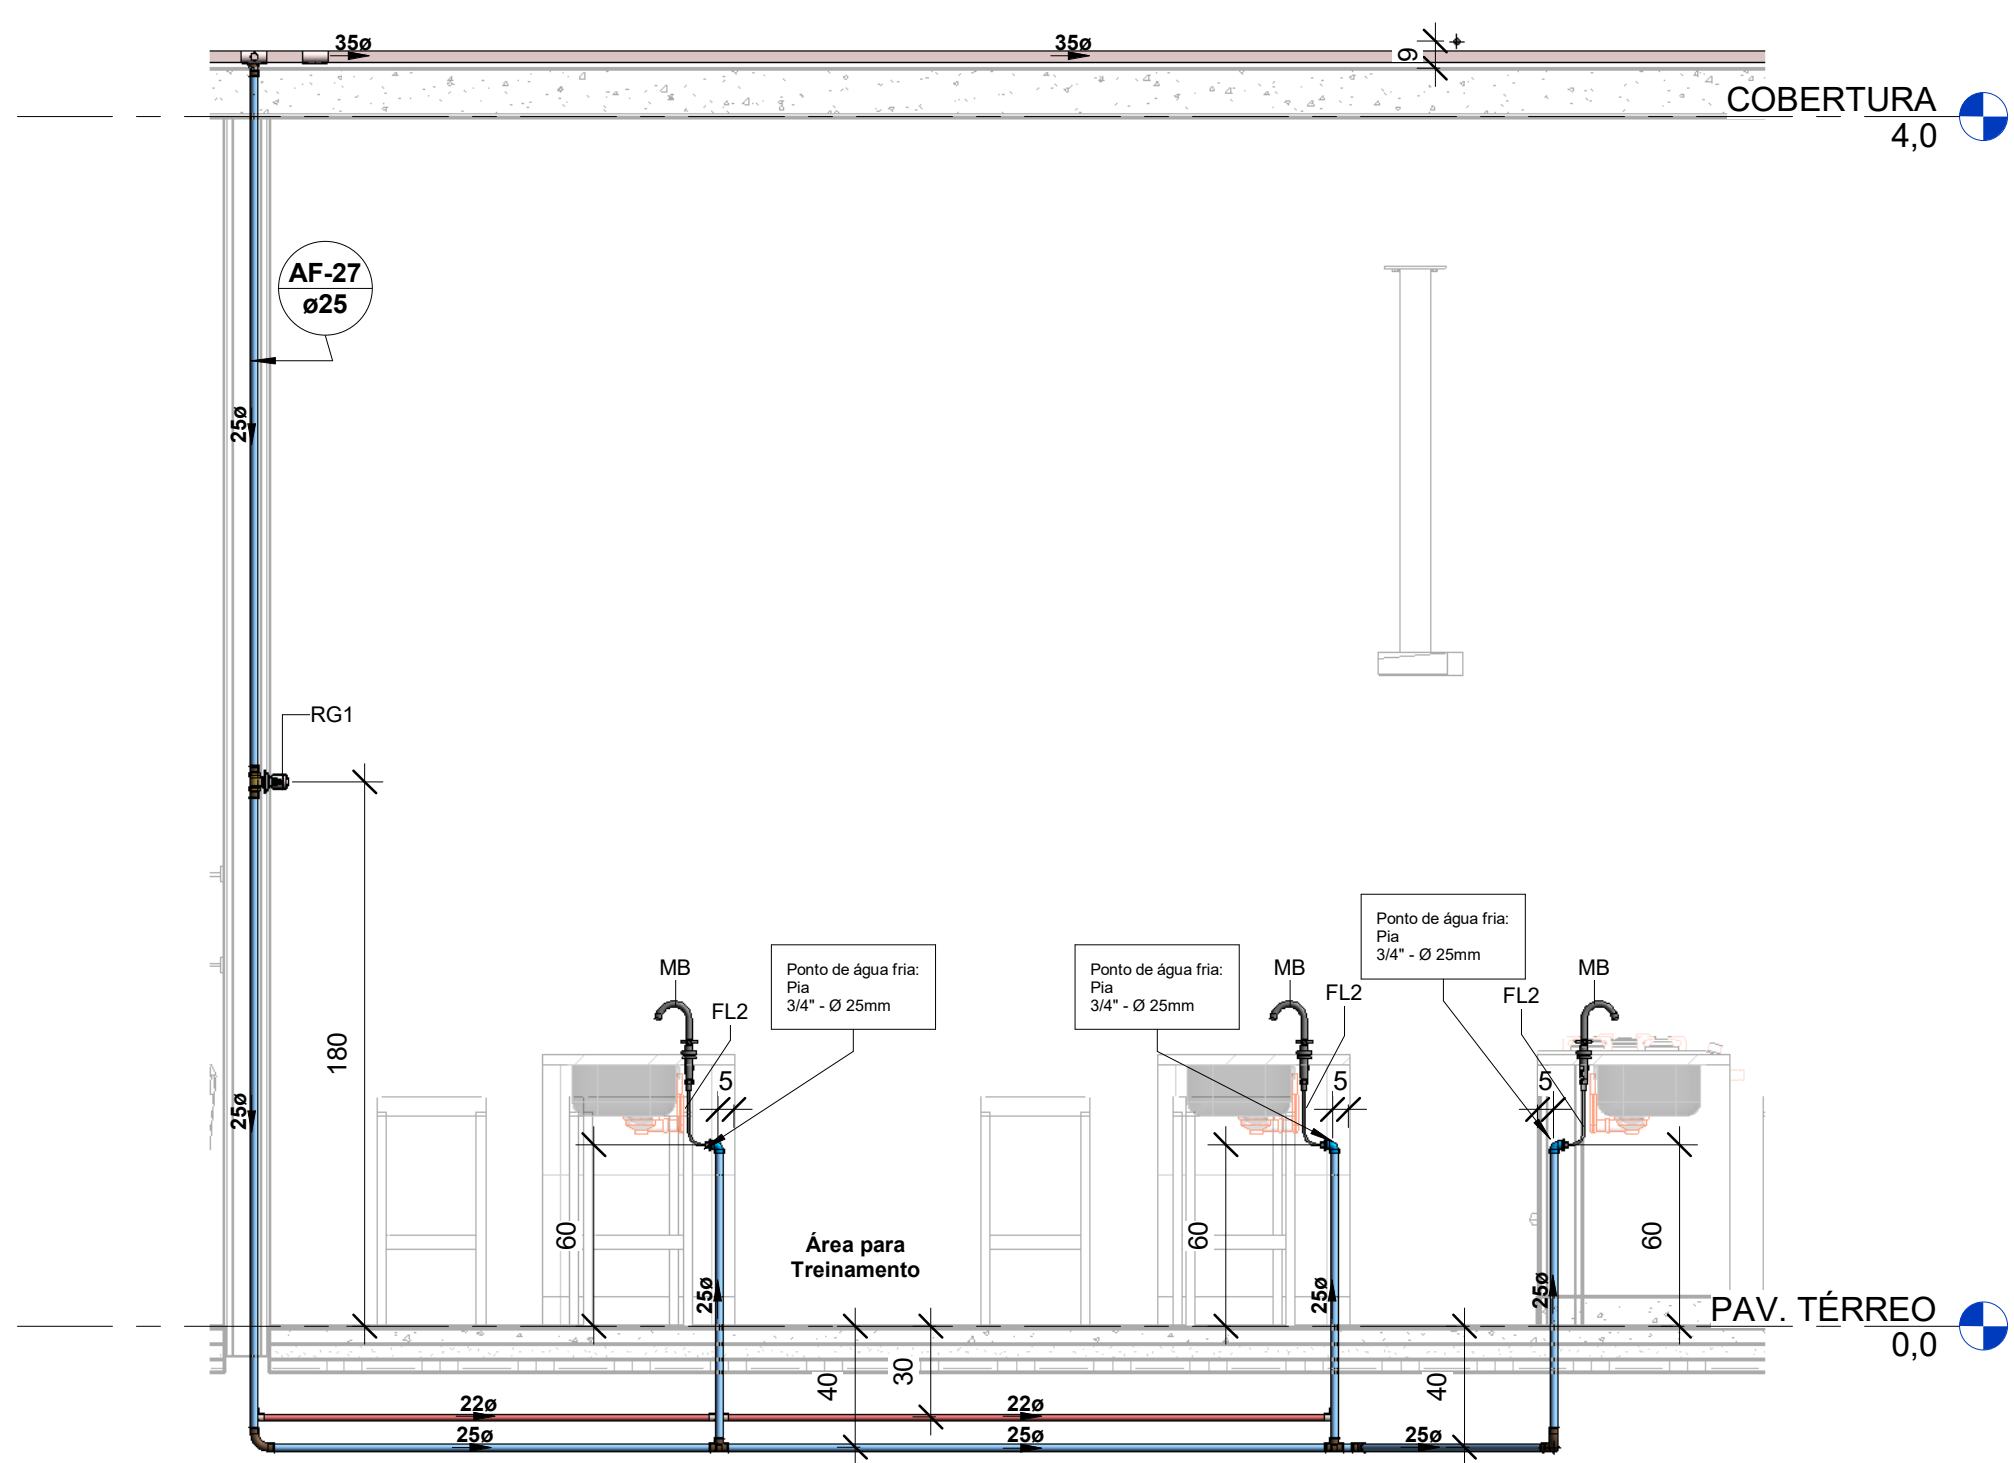 35ø
35ø
9
COBERTURA
4,0
AF-27
ø25
25ø
RG1
180
25ø
MB
FL2
Ponto de água fria:
Pia
3/4" - Ø 25mm
5
60
25ø
Área para
Treinamento
Ponto de água fria:
Pia
3/4" - Ø 25mm
MB
FL2
5
60
25ø
Ponto de água fria:
Pia
3/4" - Ø 25mm
FL2
MB
5
60
25ø
PAV. TÉRREO
0,0
40
30
40
22ø
22ø
25ø
25ø
25ø